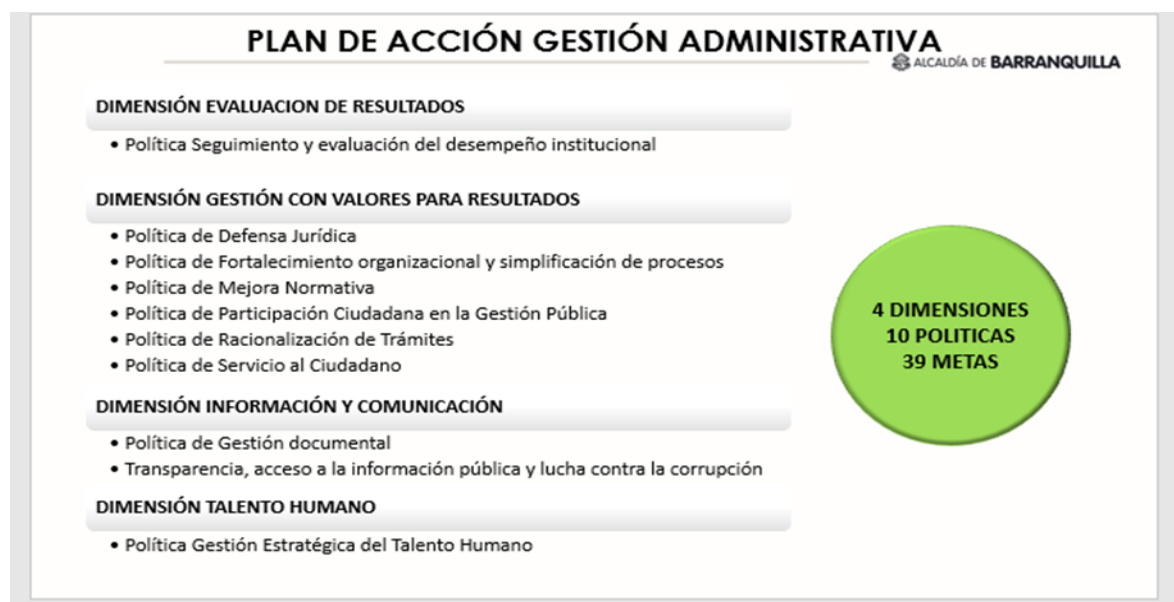 PLAN DE ACCIÓN GESTIÓN ADMINISTRATIVA
ALCALDÍA DE BARRANQUILLA
DIMENSIÓN EVALUACION DE RESULTADOS
• Política Seguimiento y evaluación del desempeño institucional
DIMENSIÓN GESTIÓN CON VALORES PARA RESULTADOS
• Política de Defensa Jurídica
• Política de Fortalecimiento organizacional y simplificación de procesos
• Política de Mejora Normativa
• Política de Participación Ciudadana en la Gestión Pública
• Política de Racionalización de Trámites
• Política de Servicio al Ciudadano
DIMENSIÓN INFORMACIÓN Y COMUNICACIÓN
• Política de Gestión documental
• Transparencia, acceso a la información pública y lucha contra la corrupción
DIMENSIÓN TALENTO HUMANO
• Política Gestión Estratégica del Talento Humano
4 DIMENSIONES
10 POLITICAS
39 METAS